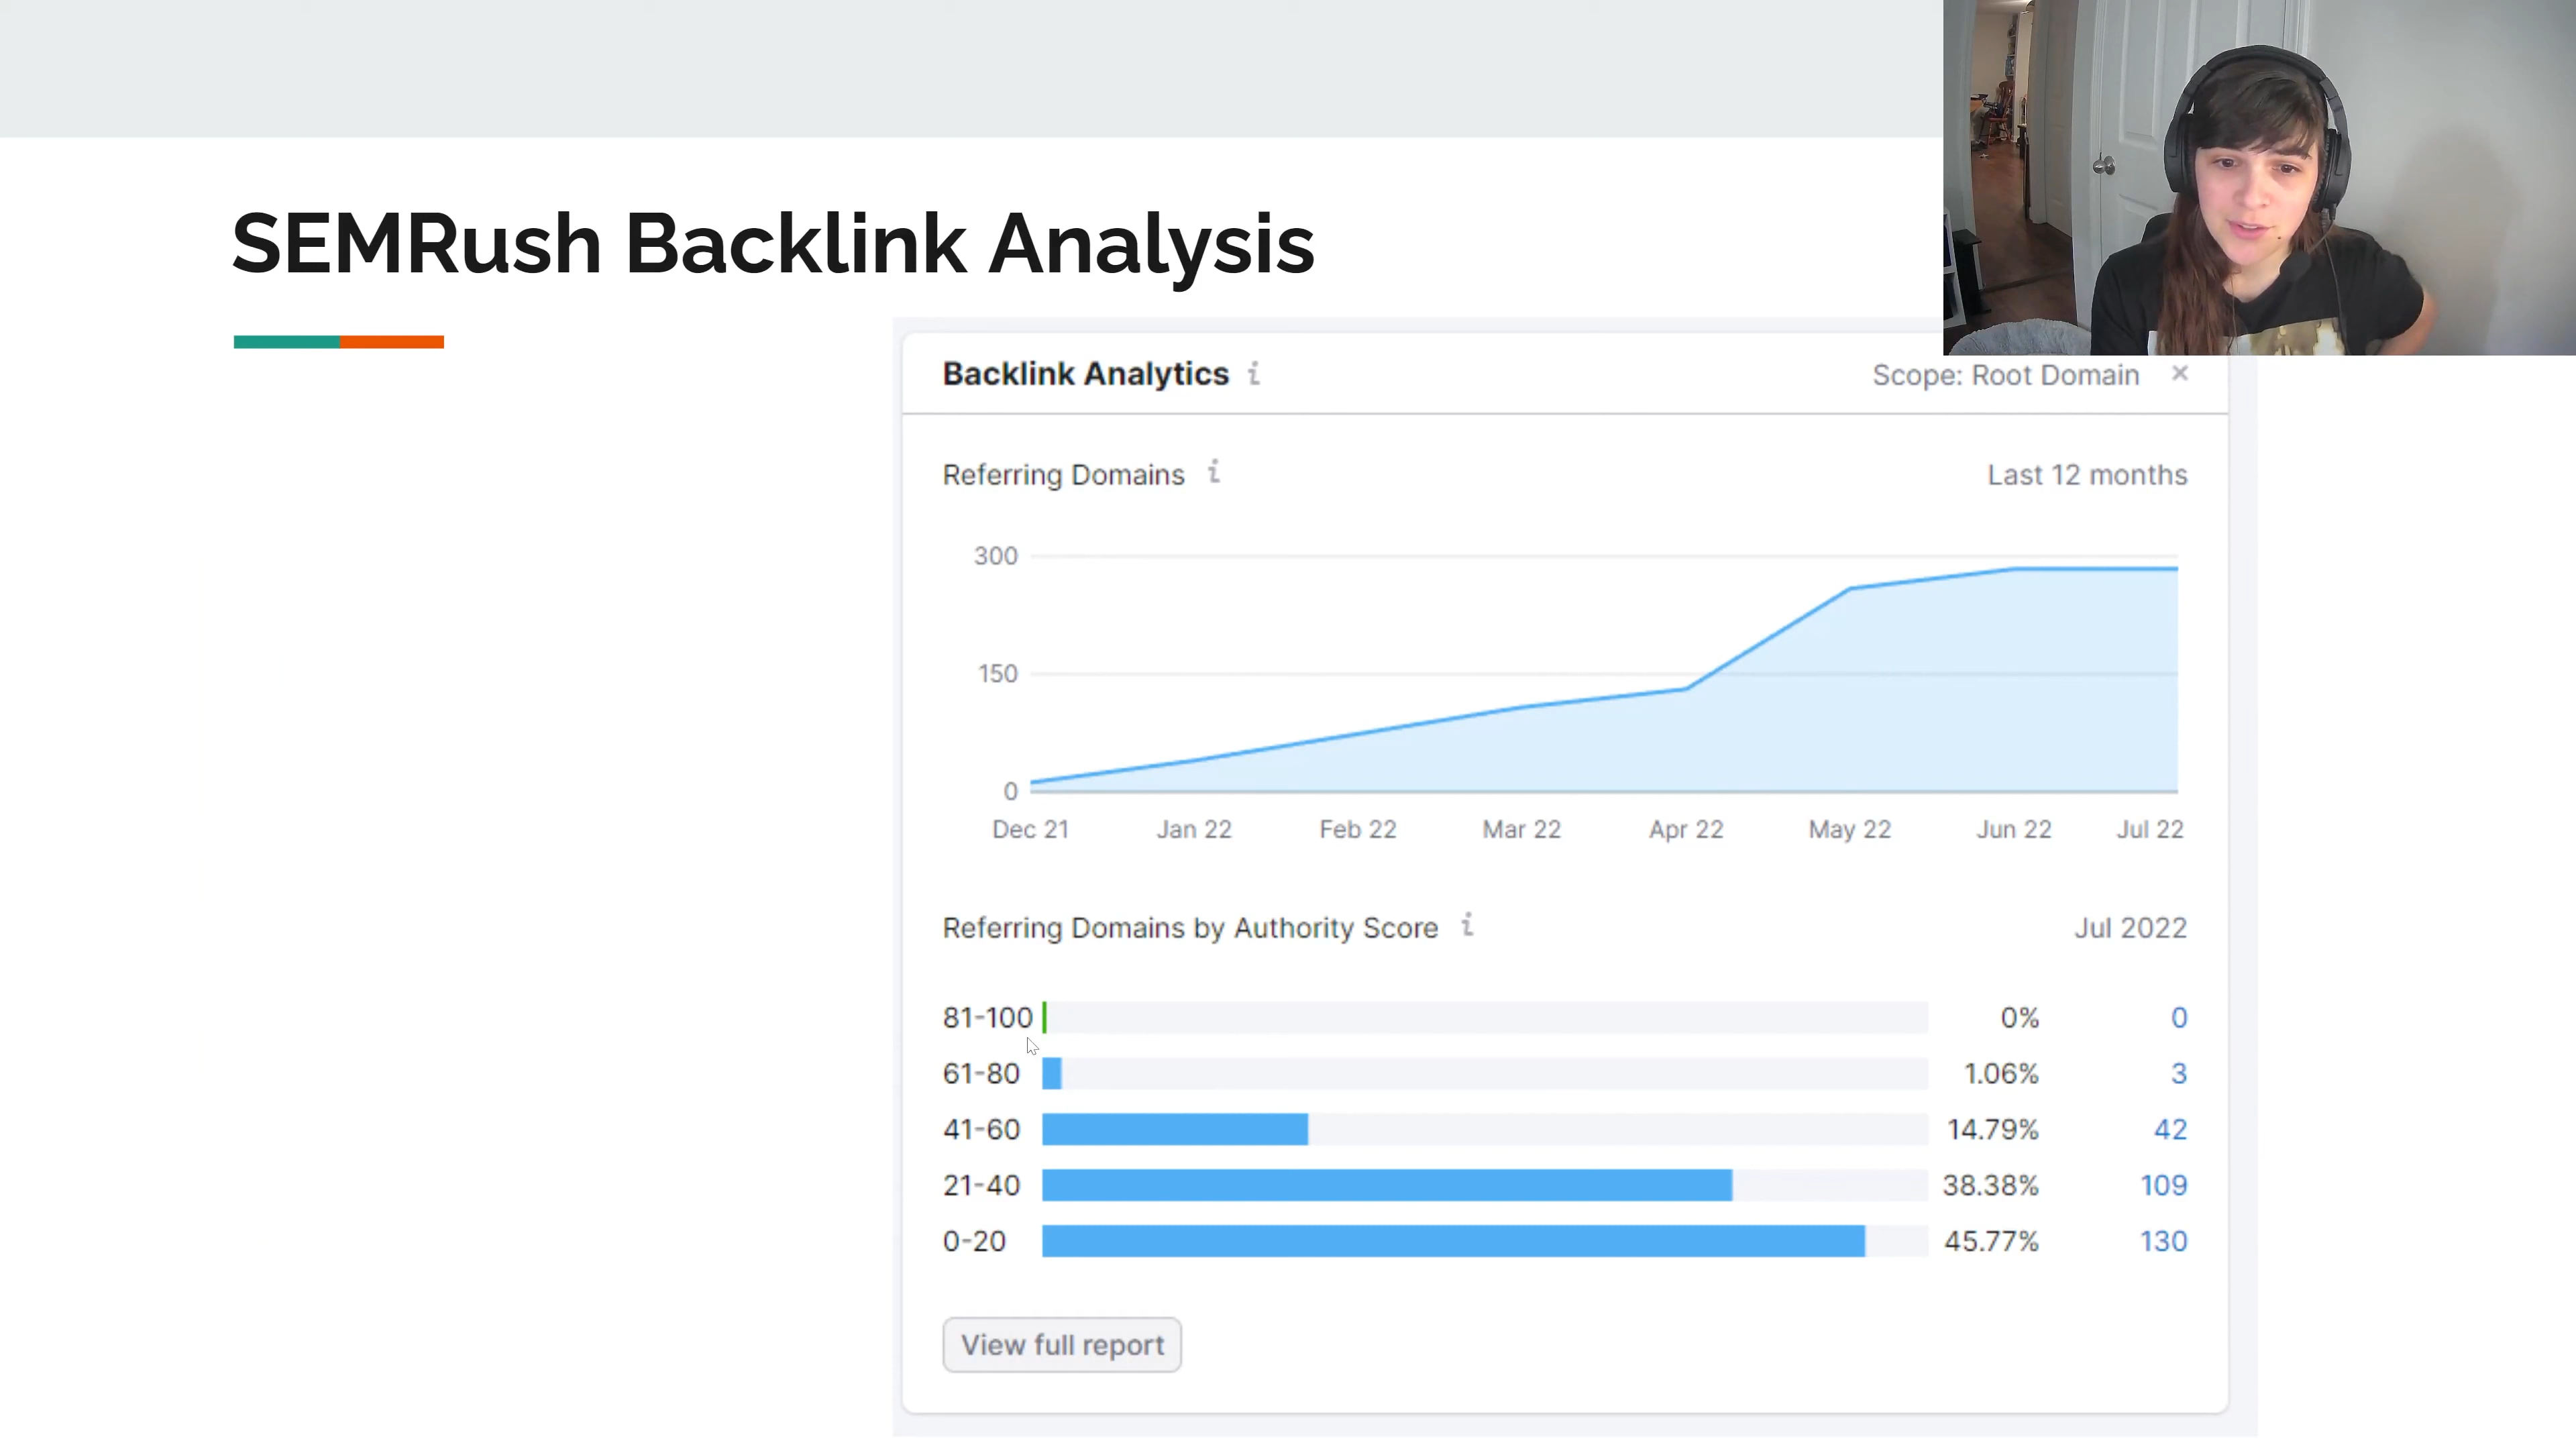 SEMRush Backlink Analysis
Backlink Analytics i Scope: Root Domain ×
Referring Domains i Last 12 months
300
150
0
Dec 21 Jan 22 Feb 22 Mar 22 Apr 22 May 22 Jun 22 Jul 22
Referring Domains by Authority Score i Jul 2022
81-100 0% 0
61-80 1.06% 3
41-60 14.79% 42
21-40 38.38% 109
0-20 45.77% 130
View full report